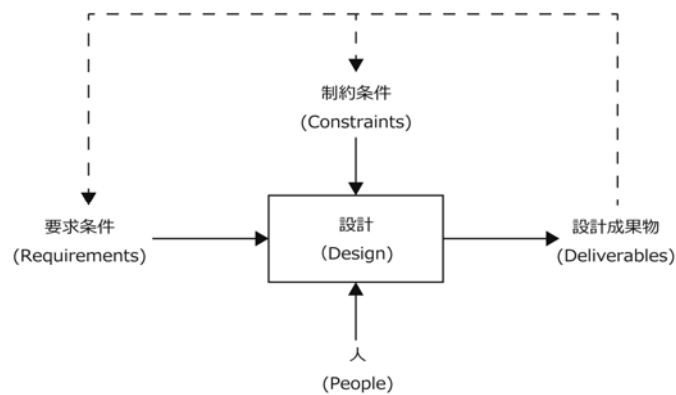 制約条件
(Constraints)
要求条件
(Requirements)
設計
(Design)
設計成果物
(Deliverables)
人
(People)